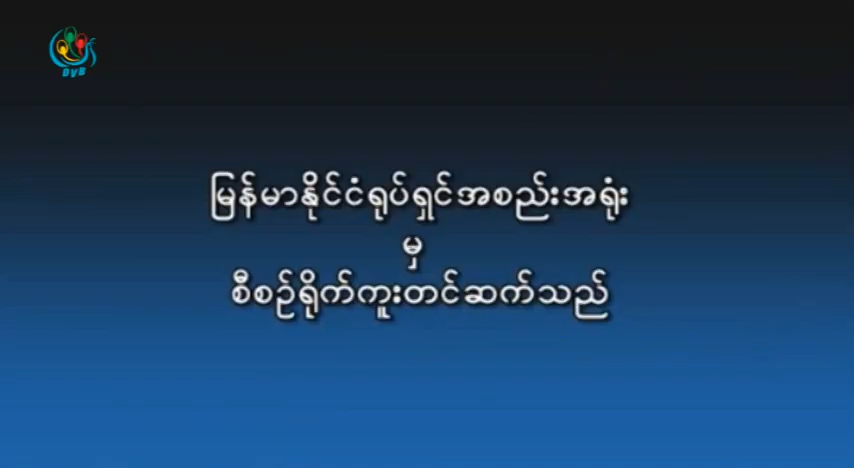 DVB
မြန်မာနိုင်ငံရုပ်ရှင်အစည်းအရုံး
မှ
စီစဉ်ရိုက်ကူးတင်ဆက်သည်